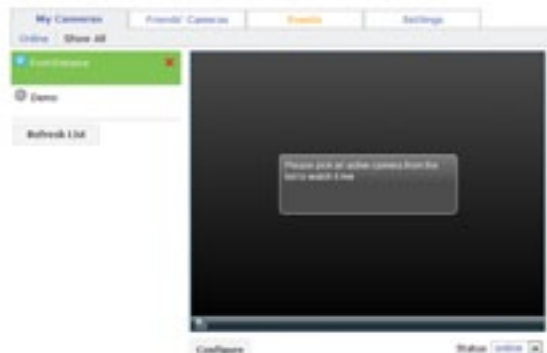 My Cameras Friends' Cameras Events Settings
Online Show All
Demo
Refresh List
Please pick an active camera from the
list to watch it live
Configure Status online